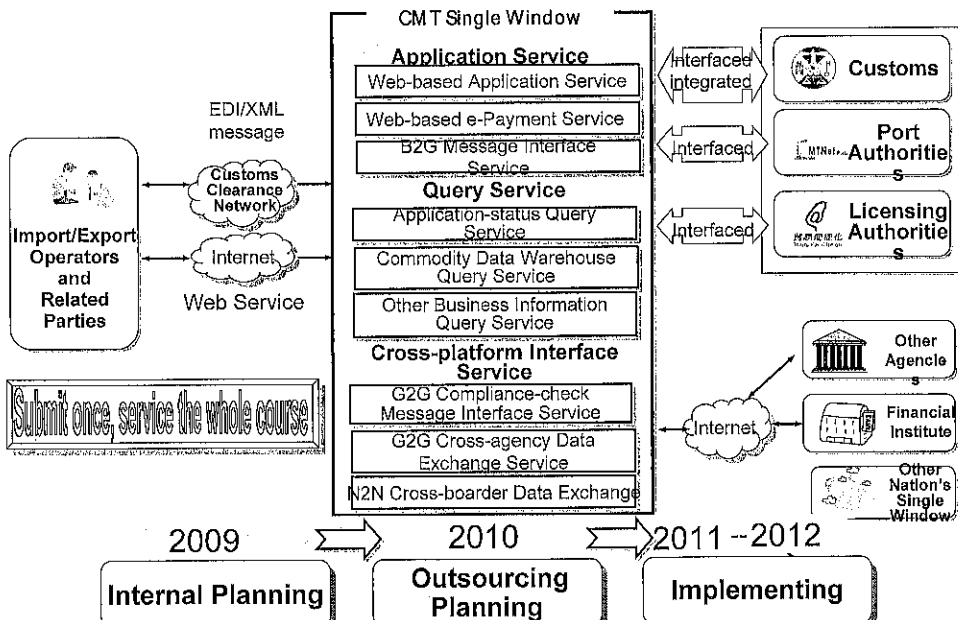 CMT Single Window
Application Service
Web-based Application Service
Web-based e-Payment Service
B2G Message Interface
Service
Query Service
Application-status Query
Service
Commodity Data Warehouse
Query Service
Other Business Information
Query Service
Cross-platform Interface
Service
G2G Compliance-check
Message Interface Service
G2G Cross-agency Data
Exchange Service
N2N Cross-boarder Data Exchange
EDI/XML
message
Customs
Clearance
Network
Internet
Web Service
Import/Export
Operators
and
Related
Parties
Submit once, service the whole course
Interfaced
integrated
Interfaced
Interfaced
Customs
Port
Authoritie
s
Licensing
Authoritie
s
Internet
Other
Agencies
s
Financial
Institute
Other
Nation's
Single
Window
2009
2010
2011 --2012
Internal Planning
Outsourcing
Planning
Implementing